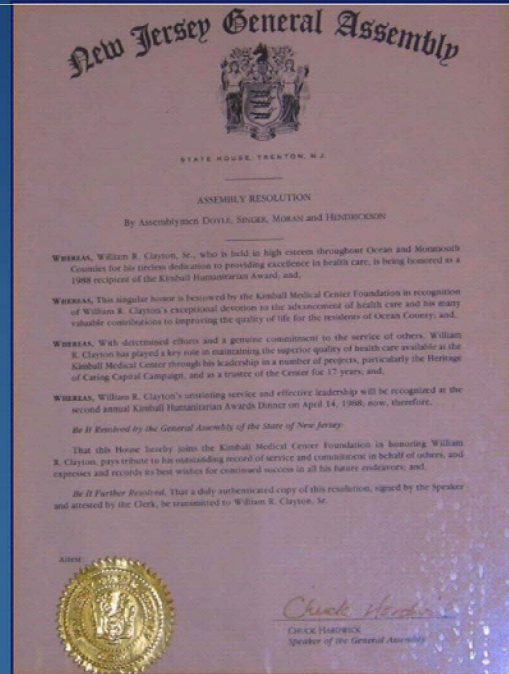 New Jersey General Assembly
STATE HOUSE, TRENTON, N.J.
ASSEMBLY RESOLUTION
By Assemblymen DOYLE, SINGER, MORAN and HENDRICKSON
WHEREAS, William R. Clayton, Sr., who is held in high esteem throughout Ocean and Monmouth
Counties for his tireless dedication to providing excellence in health care, is being honored as a
1988 recipient of the Kimball Humanitarian Award; and,
WHEREAS, This singular honor is bestowed by the Kimball Medical Center Foundation in recognition
of William R. Clayton's exceptional devotion to the advancement of health care and his many
valuable contributions to improving the quality of life for the residents of Ocean County; and,
WHEREAS, With determined efforts and a genuine commitment to the service of others, William
R. Clayton has played a key role in maintaining the superior quality of health care available at the
Kimball Medical Center through his leadership in a number of projects, particularly the Heritage
of Caring Capital Campaign, and as a trustee of the Center for 17 years; and,
WHEREAS, William R. Clayton's unstinting service and effective leadership will be recognized at the
second annual Kimball Humanitarian Awards Dinner on April 14, 1988; now, therefore,
Be It Resolved by the General Assembly of the State of New Jersey:
That this House hereby joins the Kimball Medical Center Foundation in honoring William
R. Clayton, pays tribute to his outstanding record of service and commitment in behalf of others, and
expresses and records its best wishes for continued success in all his future endeavors; and,
Be It Further Resolved, That a duly authenticated copy of this resolution, signed by the Speaker
and attested by the Clerk, be transmitted to William R. Clayton, Sr.
Attest:
Chuck Hardwick
CHUCK HARDWICK
Speaker of the General Assembly